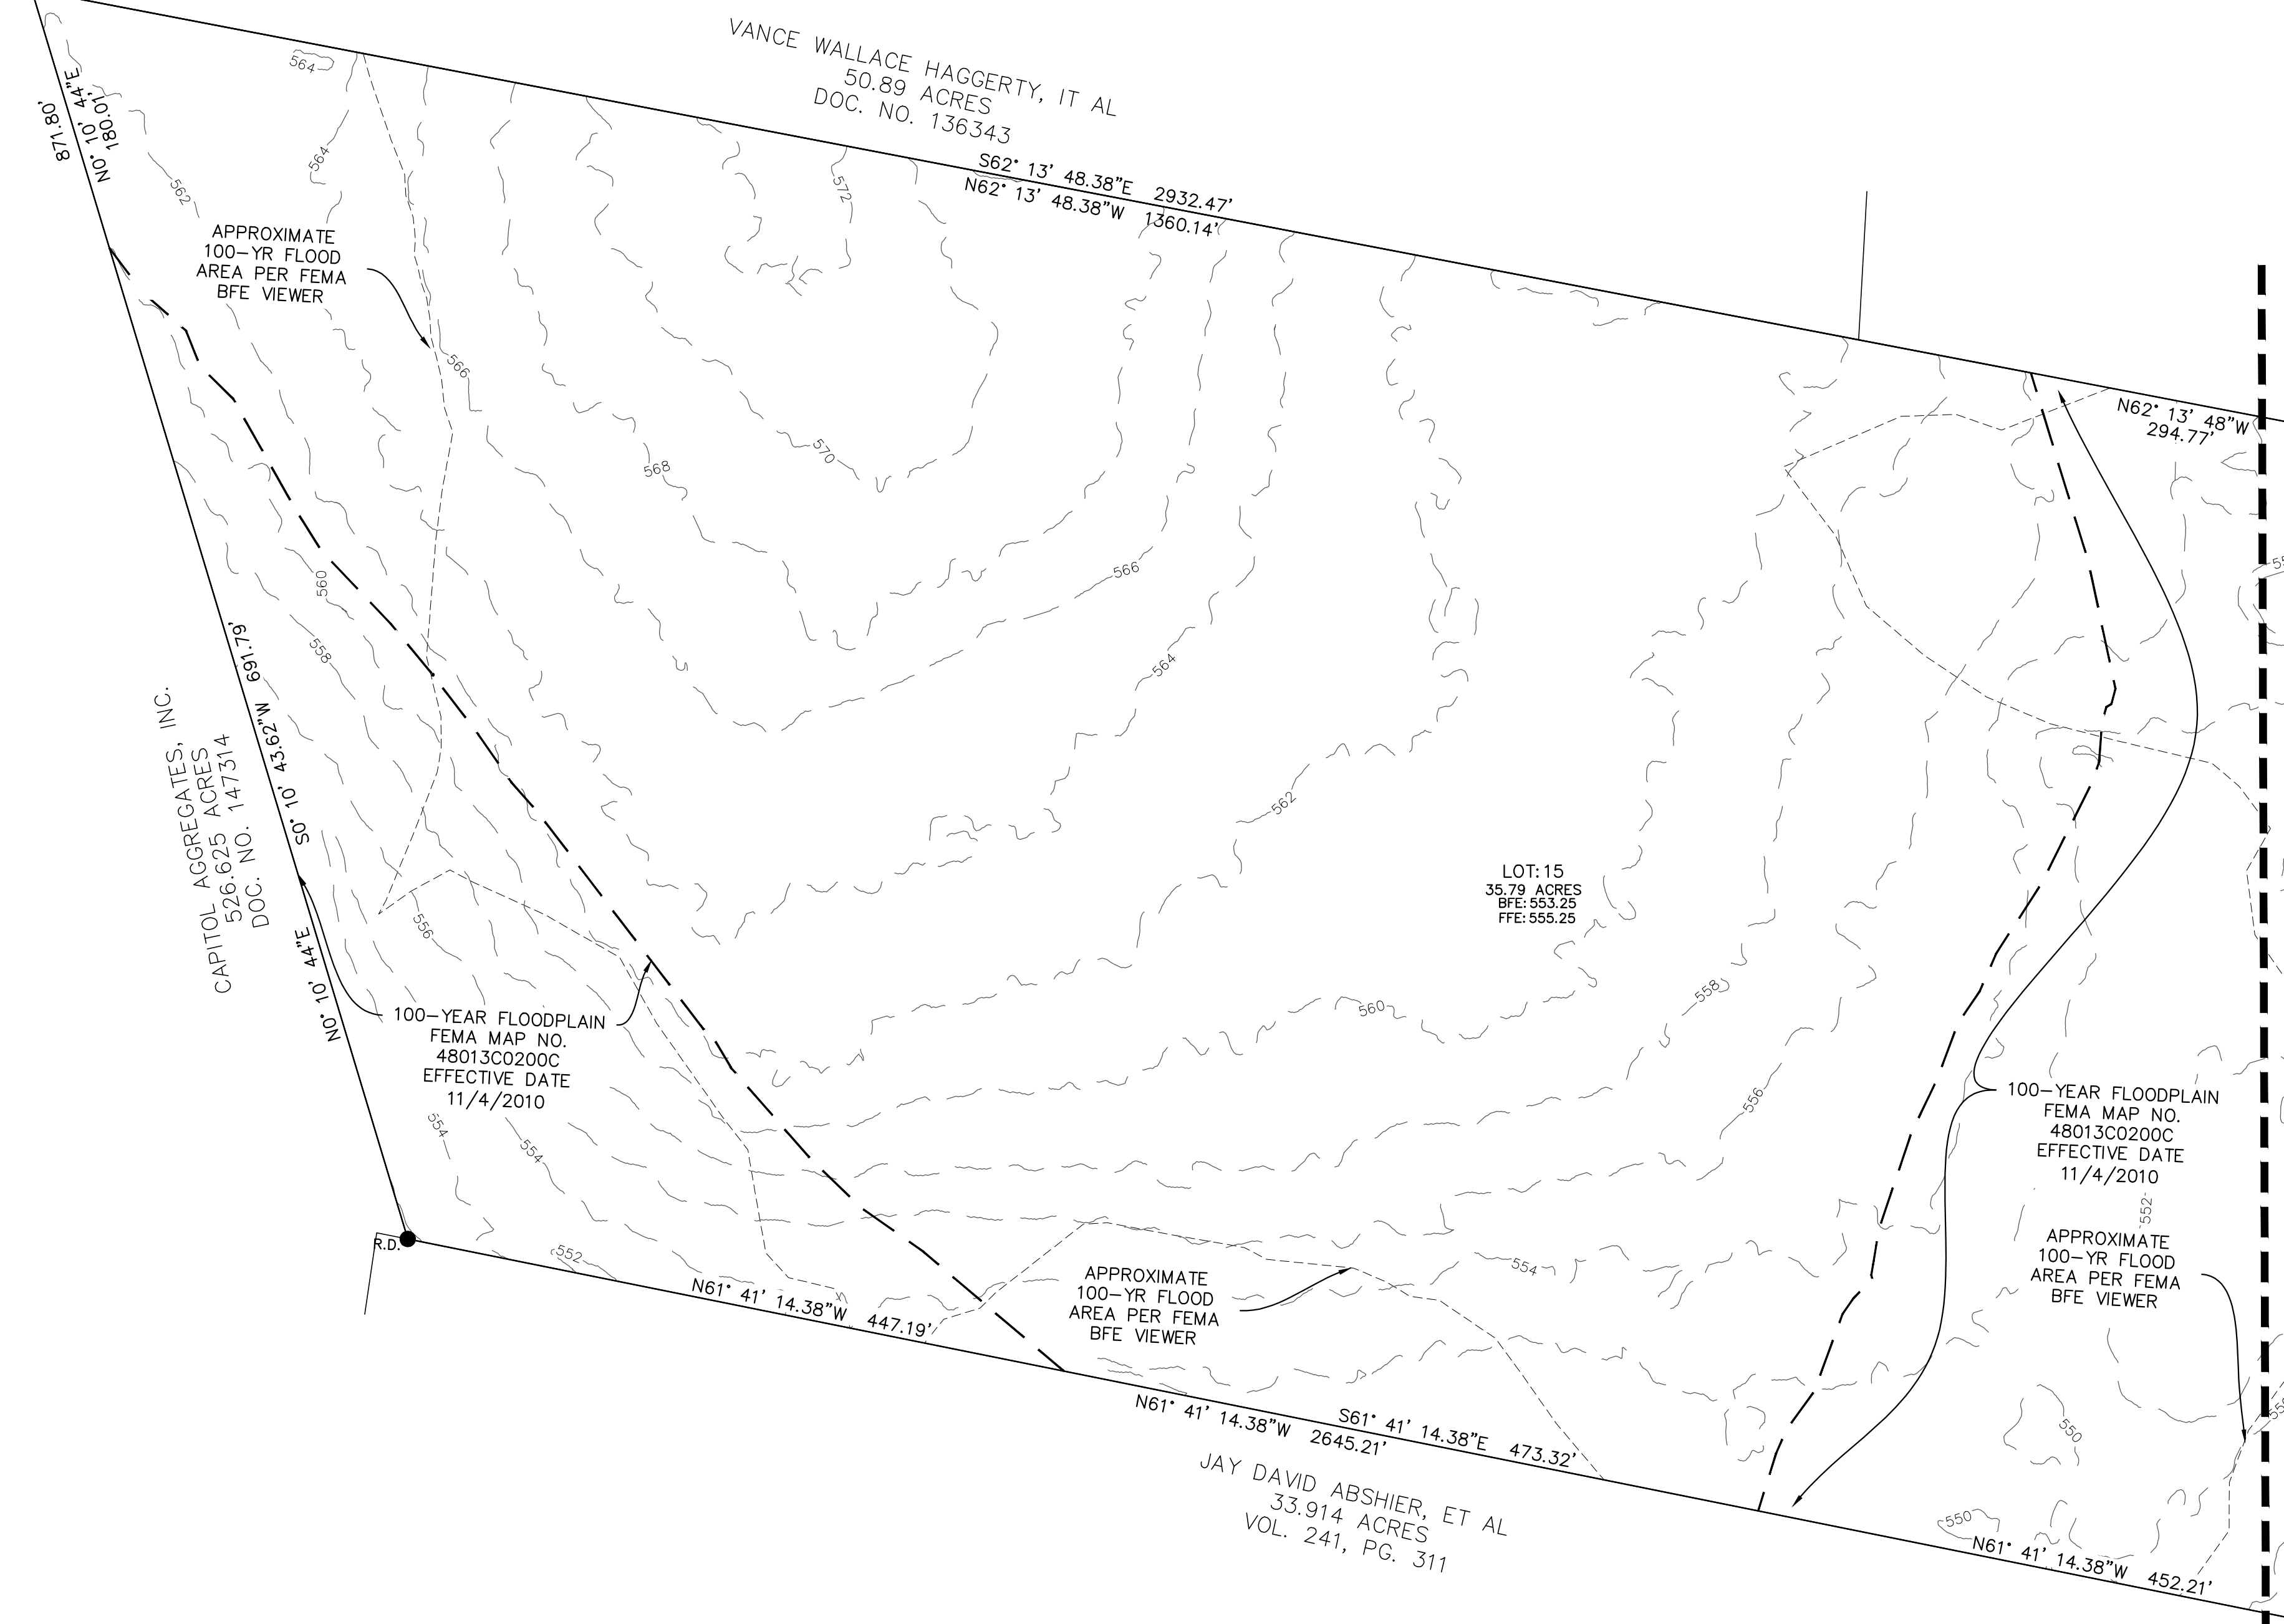 VANCE WALLACE HAGGERTY, IT AL
50.89 ACRES
DOC. NO. 136343
S62° 13' 48.38"E 2932.47'
N62° 13' 48.38"W 1360.14'
871.80'
N0° 10' 44"E
180.01'
564
564
562
572
APPROXIMATE
100-YR FLOOD
AREA PER FEMA
BFE VIEWER
566
570
568
N62° 13' 48"W
294.77'
566
560
558
564
S0° 10' 43.62"W 691.79'
CAPITOL AGGREGATES, INC.
526.625 ACRES
DOC. NO. 147314
562
LOT:15
35.79 ACRES
BFE: 553.25
FFE: 555.25
556
N0° 10' 44"E
558
560
100-YEAR FLOODPLAIN
FEMA MAP NO.
48013C0200C
EFFECTIVE DATE
11/4/2010
556
100-YEAR FLOODPLAIN
FEMA MAP NO.
48013C0200C
EFFECTIVE DATE
11/4/2010
554
554
552
R.D.
552
554
APPROXIMATE
100-YR FLOOD
AREA PER FEMA
BFE VIEWER
APPROXIMATE
100-YR FLOOD
AREA PER FEMA
BFE VIEWER
N61° 41' 14.38"W 447.19'
N61° 41' 14.38"W 2645.21'
S61° 41' 14.38"E 473.32'
550
550
JAY DAVID ABSHIER, ET AL
33.914 ACRES
VOL. 241, PG. 311
N61° 41' 14.38"W 452.21'